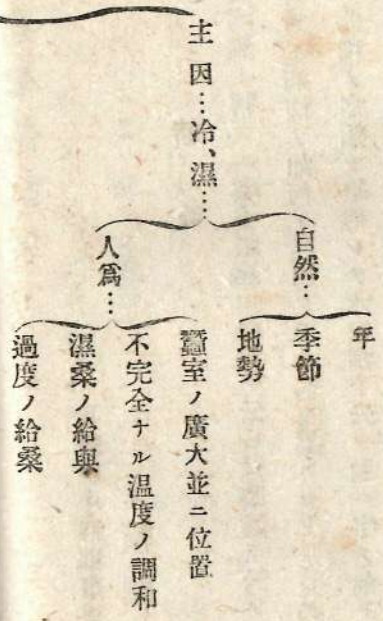 主因…冷、濕……
自然…
年
季節
地勢
人爲…
蠶室ノ廣大並ニ位置
不完全ナル溫度ノ調和
濕桑ノ給與
過度ノ給桑